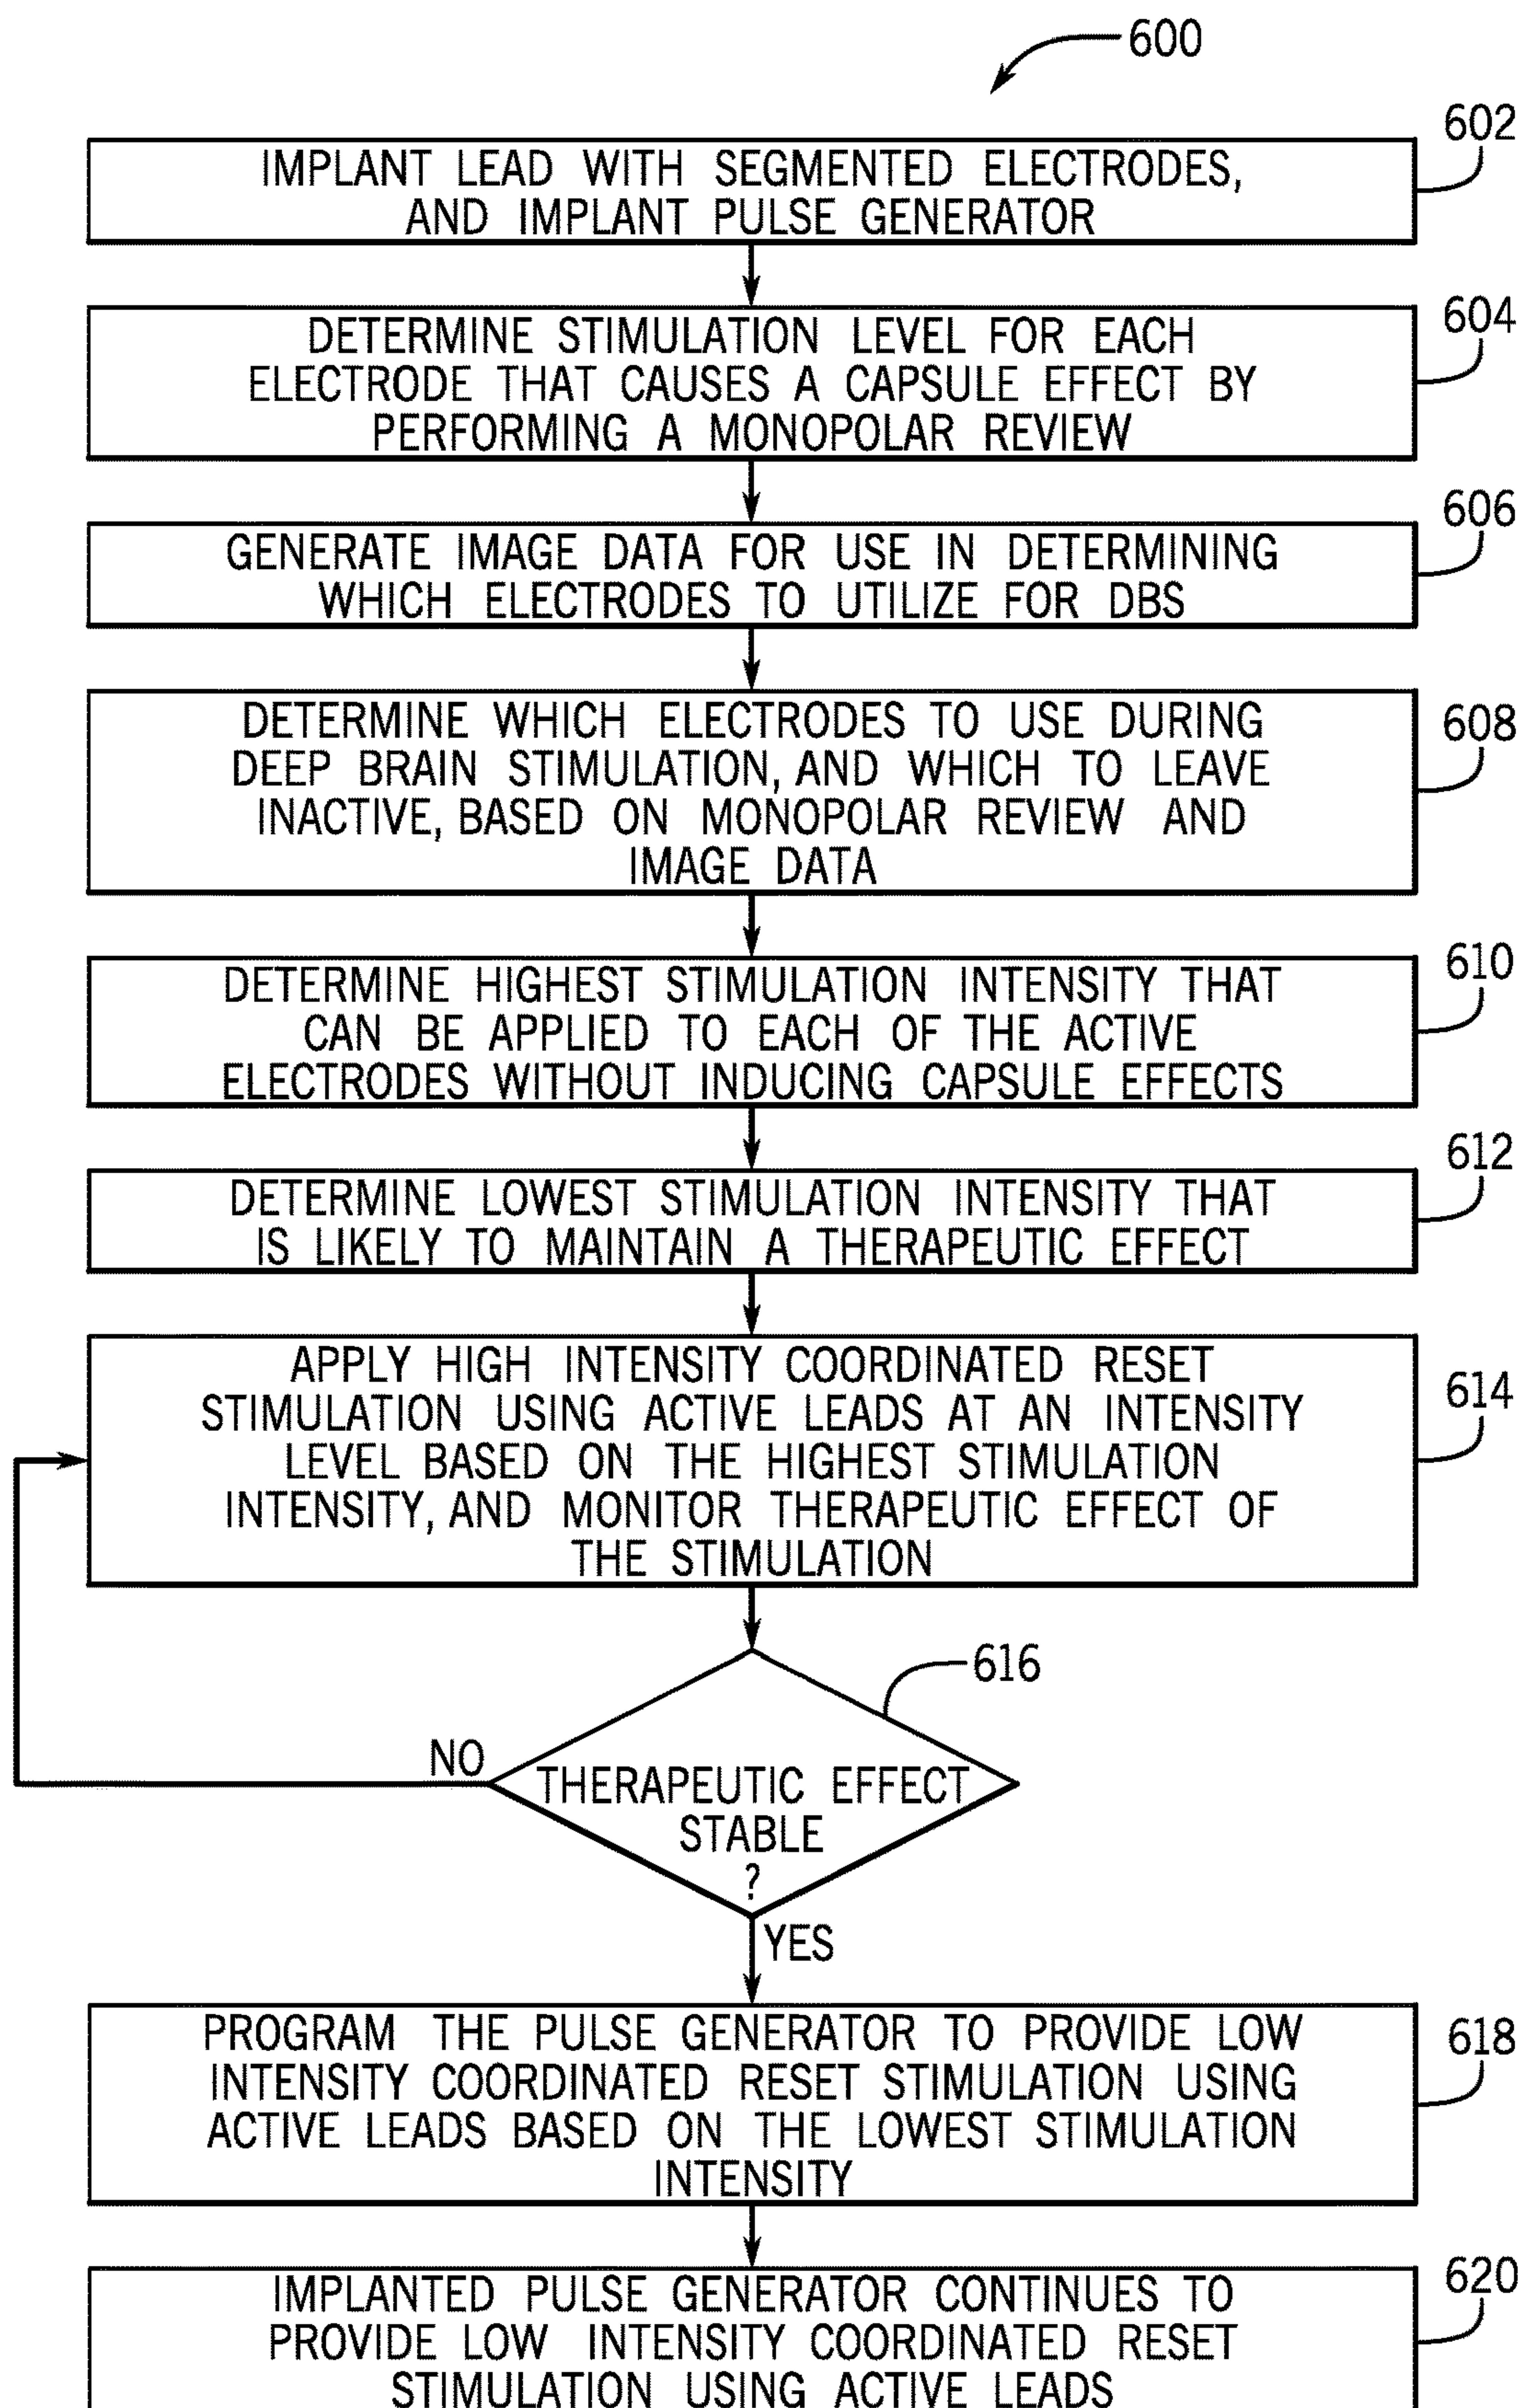 600
602
IMPLANT LEAD WITH SEGMENTED ELECTRODES,
AND IMPLANT PULSE GENERATOR
604
DETERMINE STIMULATION LEVEL FOR EACH
ELECTRODE THAT CAUSES A CAPSULE EFFECT BY
PERFORMING A MONOPOLAR REVIEW
606
GENERATE IMAGE DATA FOR USE IN DETERMINING
WHICH ELECTRODES TO UTILIZE FOR DBS
608
DETERMINE WHICH ELECTRODES TO USE DURING
DEEP BRAIN STIMULATION, AND WHICH TO LEAVE
INACTIVE, BASED ON MONOPOLAR REVIEW AND
IMAGE DATA
610
DETERMINE HIGHEST STIMULATION INTENSITY THAT
CAN BE APPLIED TO EACH OF THE ACTIVE
ELECTRODES WITHOUT INDUCING CAPSULE EFFECTS
612
DETERMINE LOWEST STIMULATION INTENSITY THAT
IS LIKELY TO MAINTAIN A THERAPEUTIC EFFECT
614
APPLY HIGH INTENSITY COORDINATED RESET
STIMULATION USING ACTIVE LEADS AT AN INTENSITY
LEVEL BASED ON THE HIGHEST STIMULATION
INTENSITY, AND MONITOR THERAPEUTIC EFFECT OF
THE STIMULATION
616
NO
THERAPEUTIC EFFECT
STABLE
?
YES
618
PROGRAM THE PULSE GENERATOR TO PROVIDE LOW
INTENSITY COORDINATED RESET STIMULATION USING
ACTIVE LEADS BASED ON THE LOWEST STIMULATION
INTENSITY
620
IMPLANTED PULSE GENERATOR CONTINUES TO
PROVIDE LOW INTENSITY COORDINATED RESET
STIMULATION USING ACTIVE LEADS